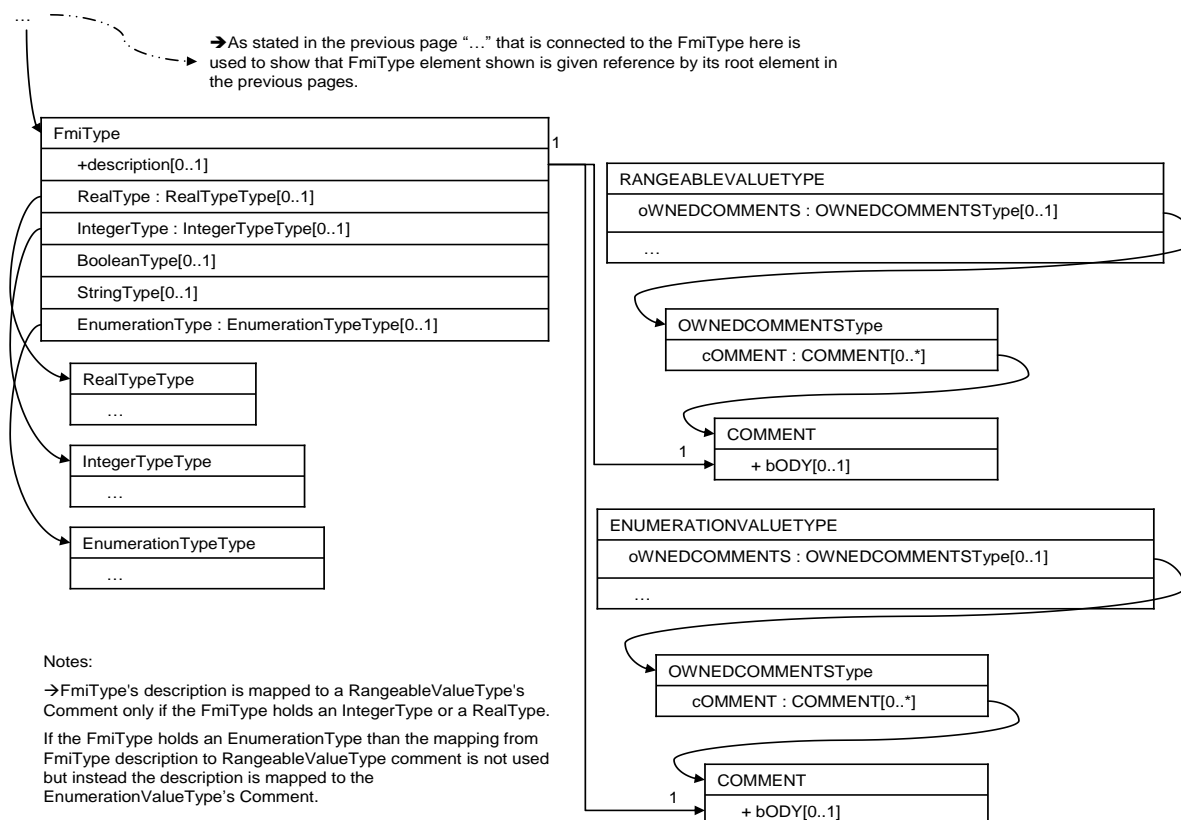 …
➔As stated in the previous page “…” that is connected to the FmiType here is
used to show that FmiType element shown is given reference by its root element in
the previous pages.
FmiType
+description[0..1]
RealType : RealTypeType[0..1]
IntegerType : IntegerTypeType[0..1]
BooleanType[0..1]
StringType[0..1]
EnumerationType : EnumerationTypeType[0..1]
1
RealTypeType
…
IntegerTypeType
…
EnumerationTypeType
…
RANGEABLEVALUETYPE
oWNEDCOMMENTS : OWNEDCOMMENTSType[0..1]
…
OWNEDCOMMENTSType
cOMMENT : COMMENT[0..*]
COMMENT
1
+ bODY[0..1]
ENUMERATIONVALUETYPE
oWNEDCOMMENTS : OWNEDCOMMENTSType[0..1]
…
OWNEDCOMMENTSType
cOMMENT : COMMENT[0..*]
COMMENT
1
+ bODY[0..1]
Notes:
→FmiType's description is mapped to a RangeableValueType's
Comment only if the FmiType holds an IntegerType or a RealType.
If the FmiType holds an EnumerationType than the mapping from
FmiType description to RangeableValueType comment is not used
but instead the description is mapped to the
EnumerationValueType's Comment.